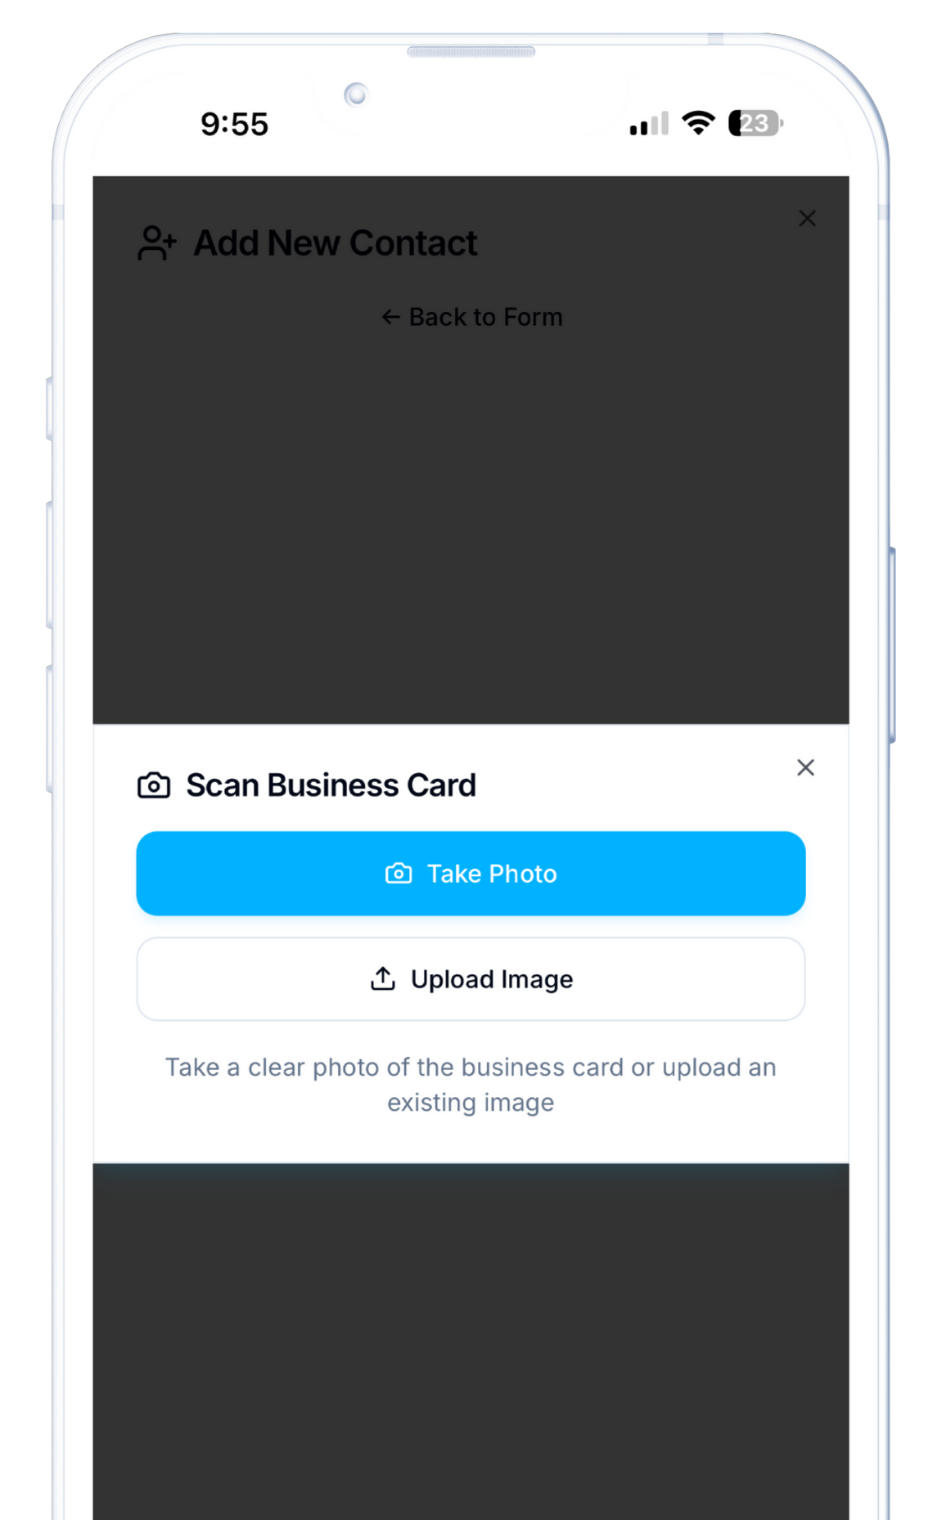 9:55
23
Add New Contact
← Back to Form
Scan Business Card
Take Photo
Upload Image
Take a clear photo of the business card or upload an
existing image